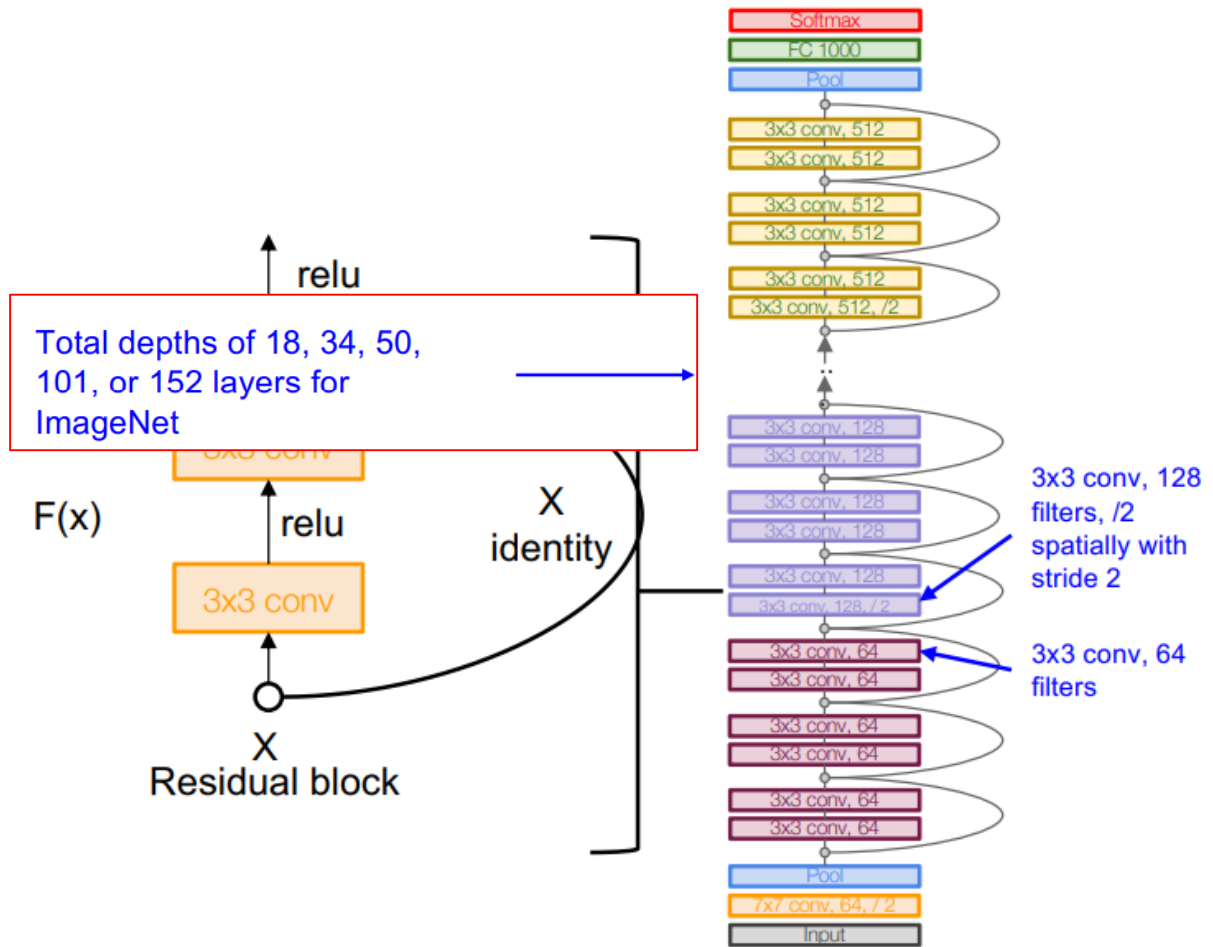 relu
Total depths of 18, 34, 50,
101, or 152 layers for
ImageNet
3x3 conv
F(x)
relu
X
identity
3x3 conv
X
Residual block
Softmax
FC 1000
Pool
3x3 conv, 512
3x3 conv, 512
3x3 conv, 512
3x3 conv, 512
3x3 conv, 512
3x3 conv, 512, /2
..
3x3 conv, 128
3x3 conv, 128
3x3 conv, 128
3x3 conv, 128
3x3 conv, 128
3x3 conv, 128, / 2
3x3 conv, 64
3x3 conv, 64
3x3 conv, 64
3x3 conv, 64
3x3 conv, 64
3x3 conv, 64
Pool
7x7 conv, 64, / 2
Input
3x3 conv, 128
filters, /2
spatially with
stride 2
3x3 conv, 64
filters